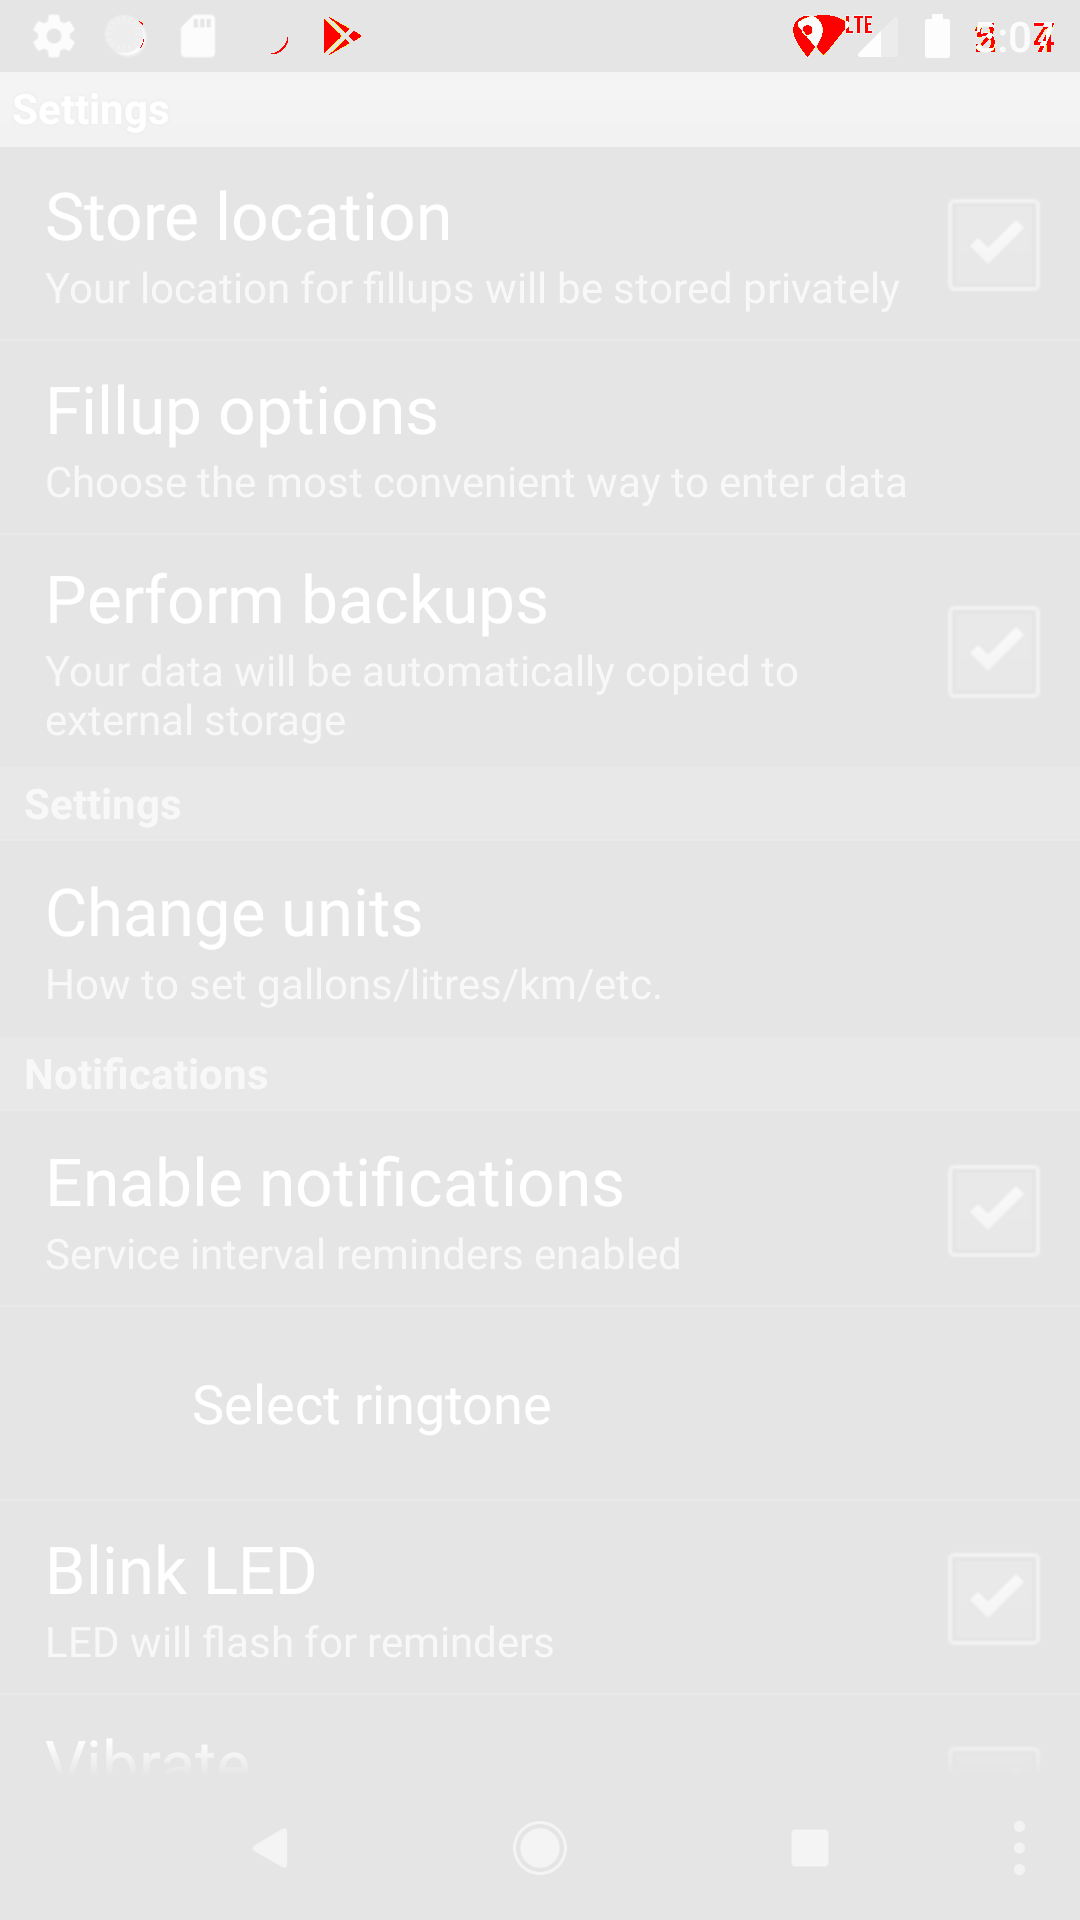 LTE
Settings
Store location
Your location for fillups will be stored privately
Fillup options
Choose the most convenient way to enter data
Perform backups
Your data will be automatically copied to
external storage
Settings
Change units
How to set gallons/litres/km/etc.
Notifications
Enable notifications
Service interval reminders enabled
Select ringtone
Blink LED
LED will flash for reminders
Vibrate